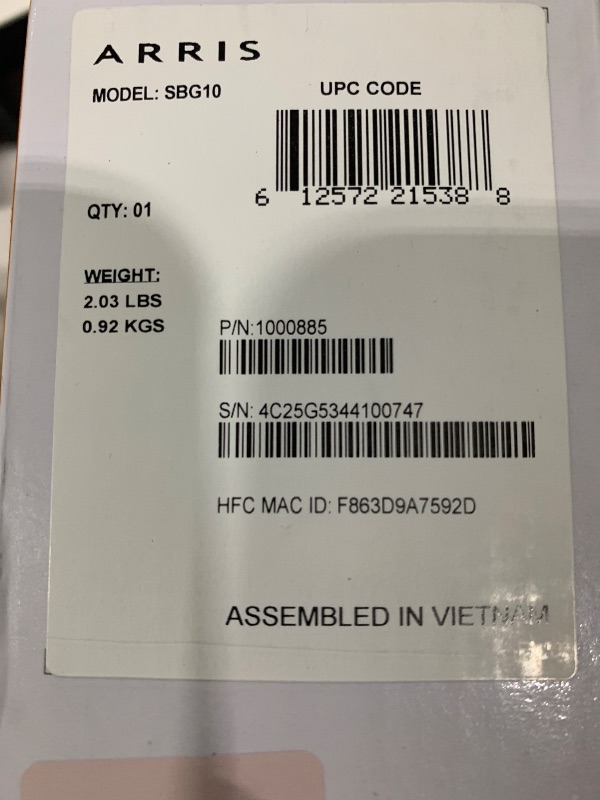 ARRIS
MODEL: SBG10
UPC CODE
6 12572 21538 8
QTY: 01
WEIGHT:
2.03 LBS
0.92 KGS
P/N:1000885
S/N: 4C25G5344100747
HFC MAC ID: F863D9A7592D
ASSEMBLED IN VIETNAM